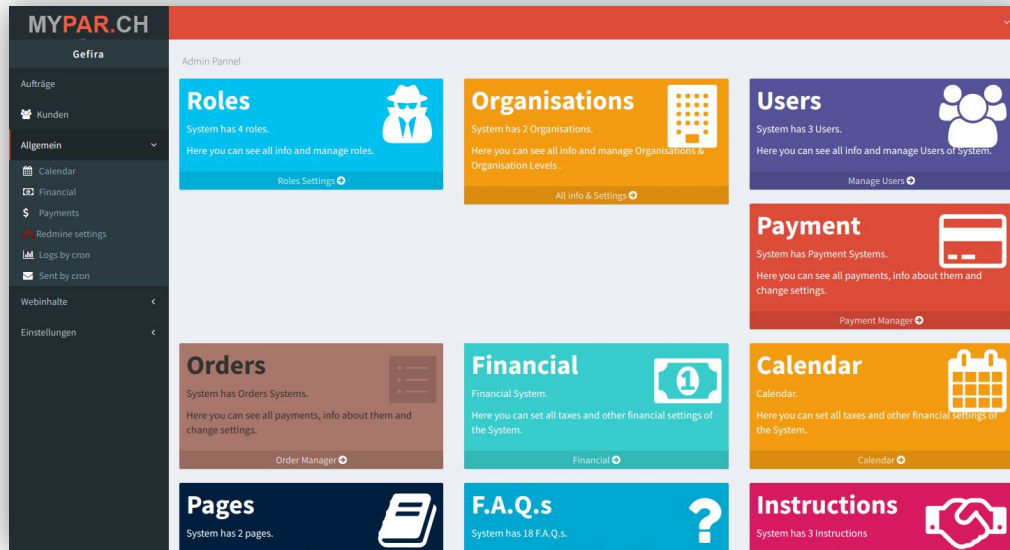 MYPAR.CH
Gefira
Aufträge
Kunden
Allgemein
Calendar
Financial
$ Payments
Redmine settings
Logs by cron
Sent by cron
Webinhalte
Einstellungen
Admin Pannel
Roles
System has 4 roles.
Here you can see all info and manage roles.
Roles Settings
Organisations
System has 2 Organisations.
Here you can see all info and manage Organisations &
Organisation Levels .
All info & Settings
Users
System has 3 Users.
Here you can see all info and manage Users of System.
Manage Users
Payment
System has Payment Systems.
Here you can see all payments, info about them and
change settings.
Payment Manager
Orders
System has Orders Systems.
Here you can see all payments, info about them and
change settings.
Order Manager
Financial
Financial System.
Here you can set all taxes and other financial settings of
the System.
Financial
1
Calendar
Calendar.
Here you can set all taxes and other financial settings of
the System.
Calendar
Pages
System has 2 pages.
F.A.Q.s
System has 18 F.A.Q.s.
?
Instructions
System has 3 Instructions